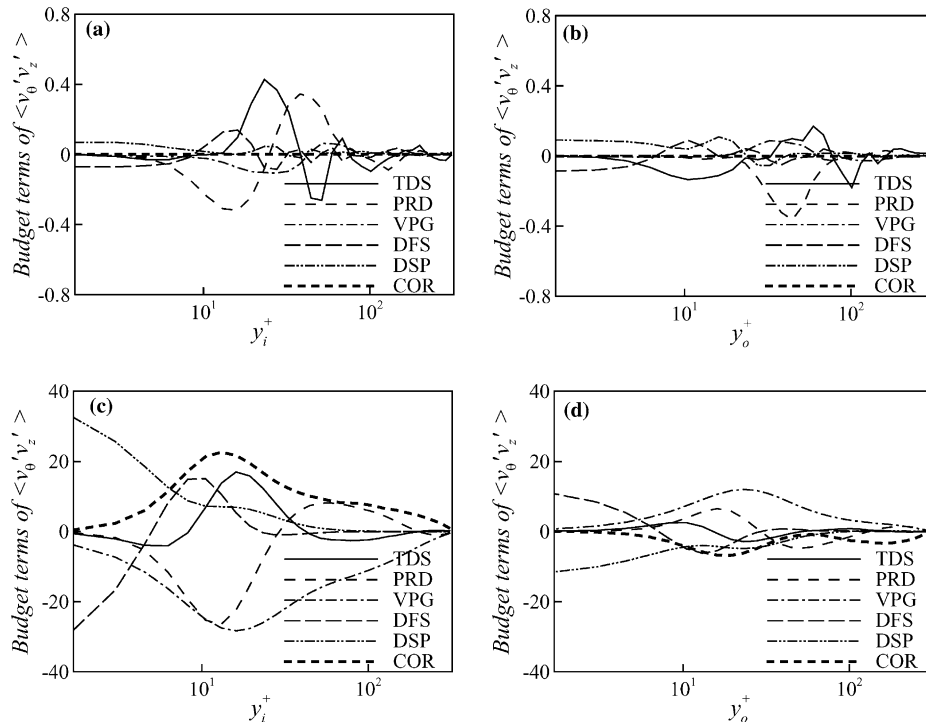 (a)
Budget terms of <v_θ'v_z'>
0.8
0.4
0
-0.4
-0.8
TDS
PRD
VPG
DFS
DSP
COR
10^1
10^2
y_i^+
(b)
Budget terms of <v_θ'v_z'>
0.8
0.4
0
-0.4
-0.8
TDS
PRD
VPG
DFS
DSP
COR
10^1
10^2
y_o^+
(c)
Budget terms of <v_θ'v_z'>
40
20
0
-20
-40
TDS
PRD
VPG
DFS
DSP
COR
10^1
10^2
y_i^+
(d)
Budget terms of <v_θ'v_z'>
40
20
0
-20
-40
TDS
PRD
VPG
DFS
DSP
COR
10^1
10^2
y_o^+